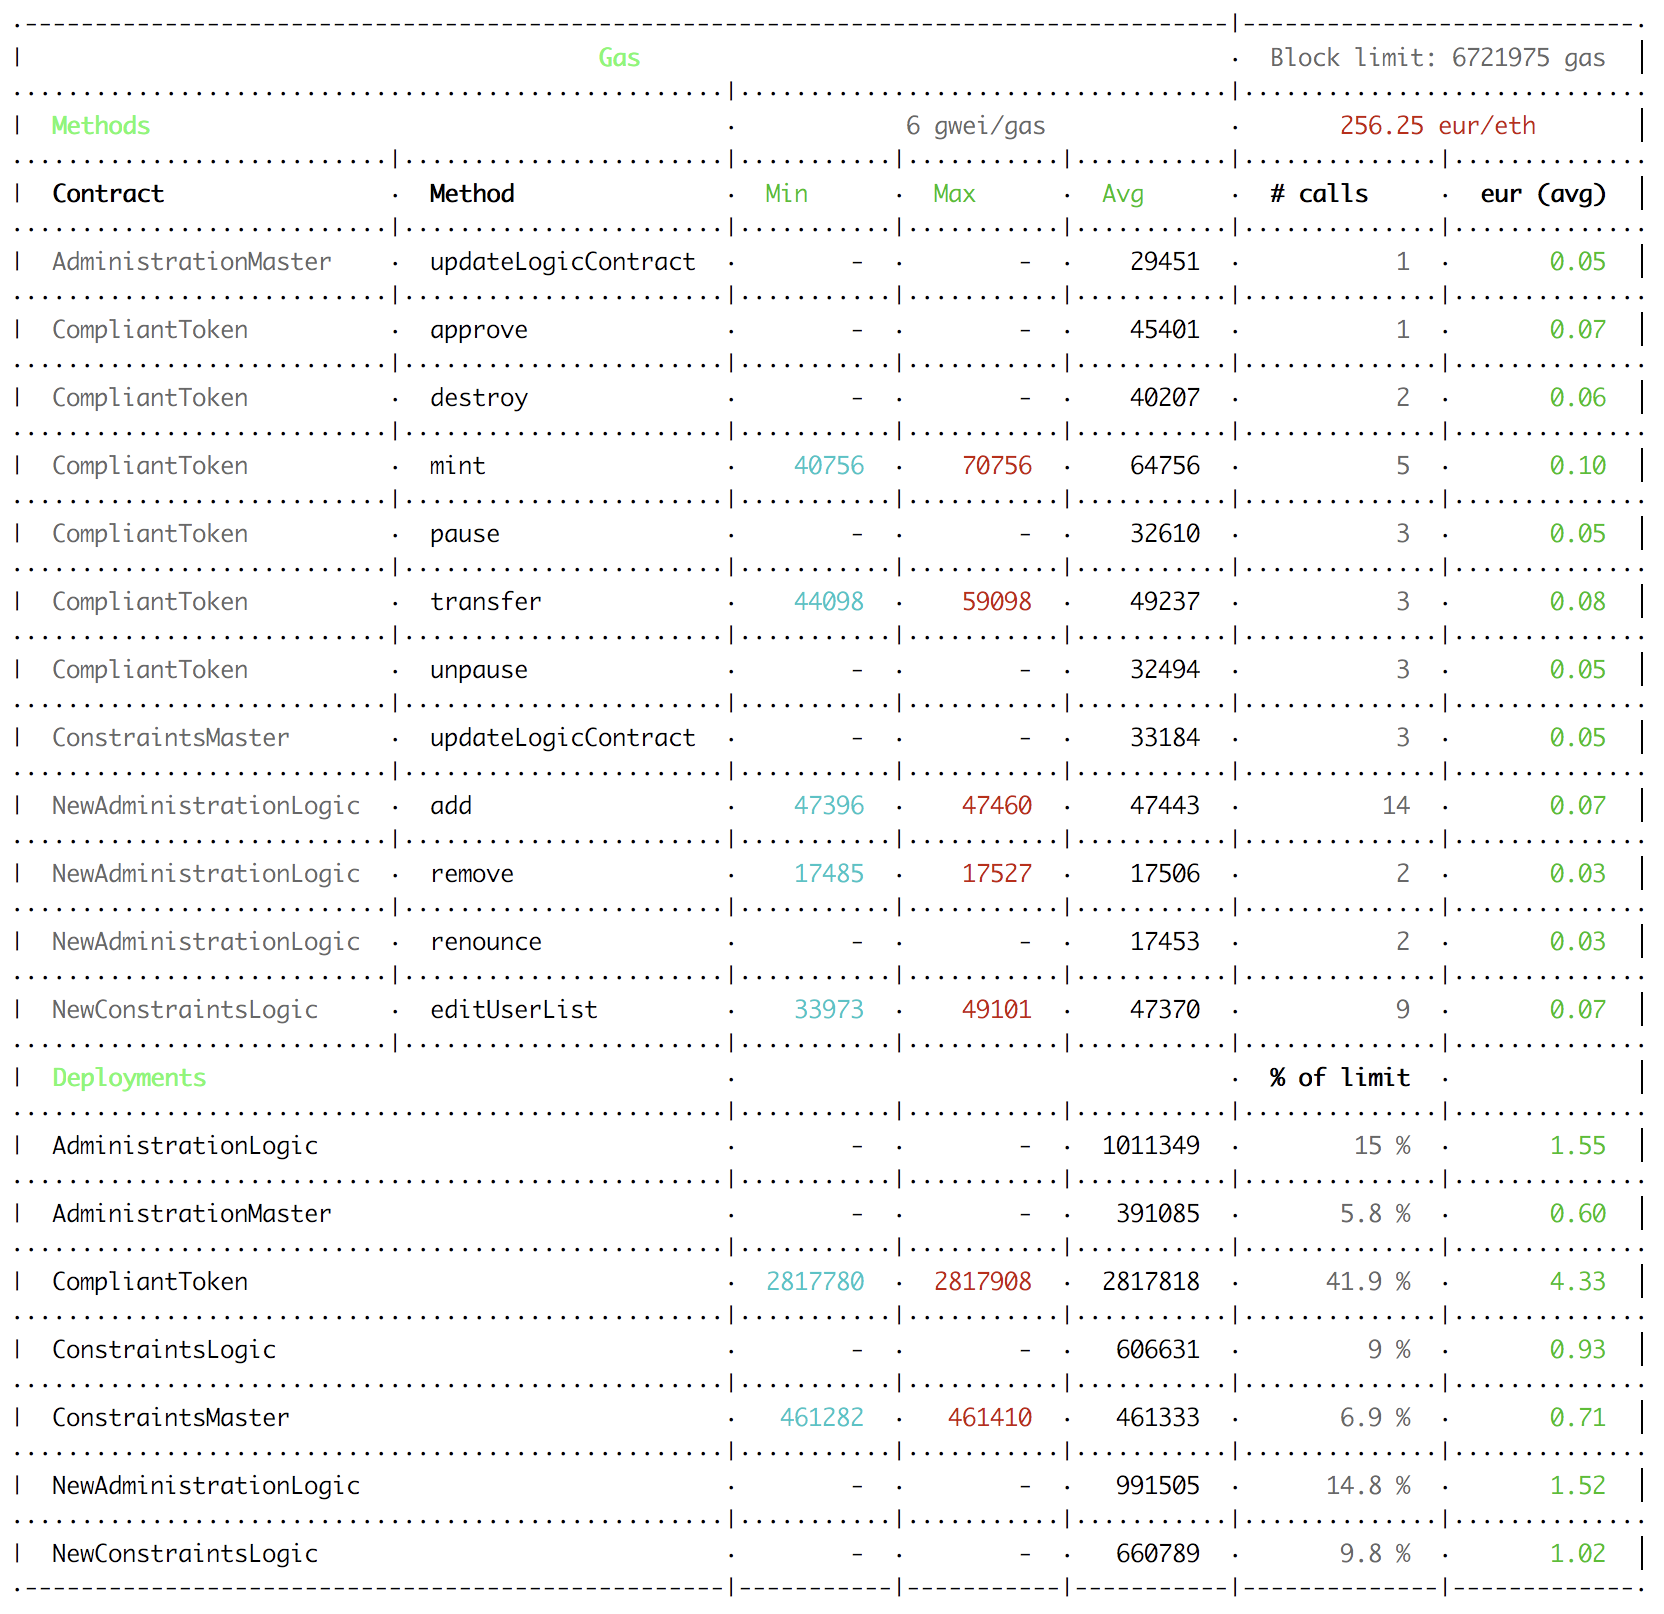 Gas · Block limit: 6721975 gas
Methods · 6 gwei/gas · 256.25 eur/eth
Contract · Method · Min · Max · Avg · # calls · eur (avg)
AdministrationMaster · updateLogicContract · - · - · 29451 · 1 · 0.05
CompliantToken · approve · - · - · 45401 · 1 · 0.07
CompliantToken · destroy · - · - · 40207 · 2 · 0.06
CompliantToken · mint · 40756 · 70756 · 64756 · 5 · 0.10
CompliantToken · pause · - · - · 32610 · 3 · 0.05
CompliantToken · transfer · 44098 · 59098 · 49237 · 3 · 0.08
CompliantToken · unpause · - · - · 32494 · 3 · 0.05
ConstraintsMaster · updateLogicContract · - · - · 33184 · 3 · 0.05
NewAdministrationLogic · add · 47396 · 47460 · 47443 · 14 · 0.07
NewAdministrationLogic · remove · 17485 · 17527 · 17506 · 2 · 0.03
NewAdministrationLogic · renounce · - · - · 17453 · 2 · 0.03
NewConstraintsLogic · editUserList · 33973 · 49101 · 47370 · 9 · 0.07
Deployments · · % of limit ·
AdministrationLogic · - · - · 1011349 · 15 % · 1.55
AdministrationMaster · - · - · 391085 · 5.8 % · 0.60
CompliantToken · 2817780 · 2817908 · 2817818 · 41.9 % · 4.33
ConstraintsLogic · - · - · 606631 · 9 % · 0.93
ConstraintsMaster · 461282 · 461410 · 461333 · 6.9 % · 0.71
NewAdministrationLogic · - · - · 991505 · 14.8 % · 1.52
NewConstraintsLogic · - · - · 660789 · 9.8 % · 1.02